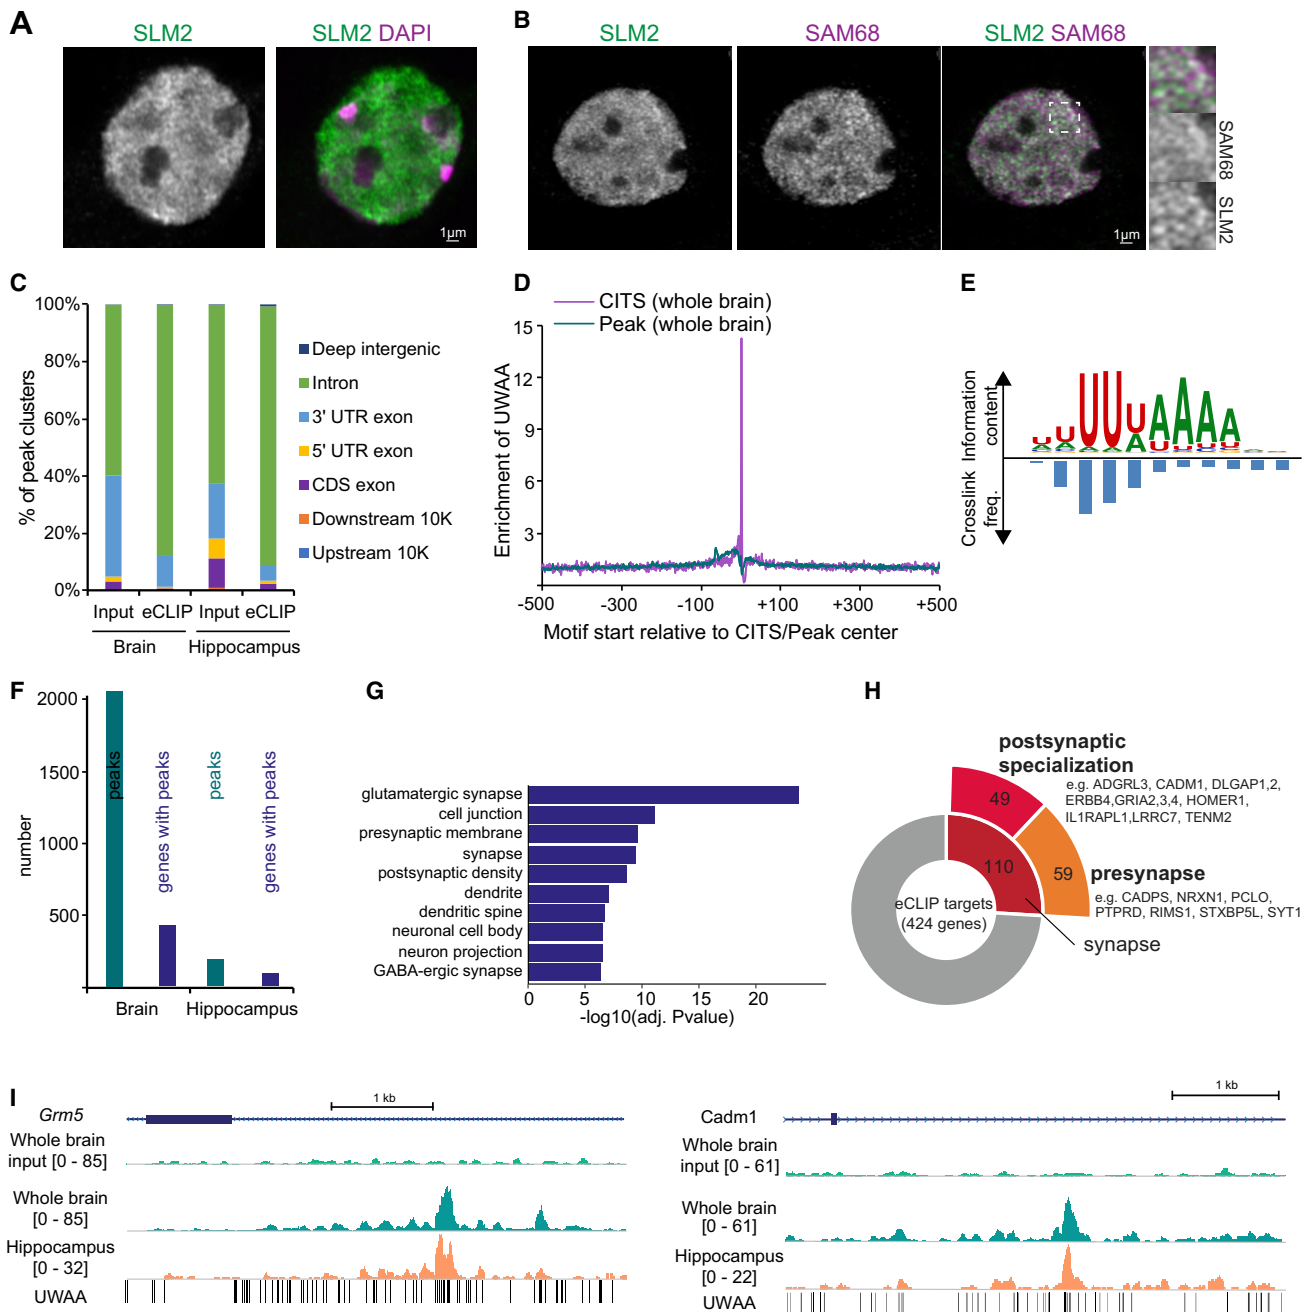 A
SLM2
SLM2 DAPI
1µm
B
SLM2
SAM68
SLM2 SAM68
1µm
SAM68
SLM2
C
% of peak clusters
100%
80%
60%
40%
20%
0%
Input eCLIP Input eCLIP
Brain Hippocampus
Deep intergenic
Intron
3' UTR exon
5' UTR exon
CDS exon
Downstream 10K
Upstream 10K
D
CITS (whole brain)
Peak (whole brain)
Enrichment of UWAA
15
12
9
6
3
-500 -300 -100 +100 +300 +500
Motif start relative to CITS/Peak center
E
Information content
Crosslink freq.
U U U U U A A A A
A A A U
F
number
2000
1500
1000
500
peaks
genes with peaks
peaks
genes with peaks
Brain Hippocampus
G
glutamatergic synapse
cell junction
presynaptic membrane
synapse
postsynaptic density
dendrite
dendritic spine
neuronal cell body
neuron projection
GABA-ergic synapse
0 5 10 15 20
-log10(adj. Pvalue)
H
postsynaptic
specialization
e.g. ADGRL3, CADM1, DLGAP1,2,
ERBB4,GRIA2,3,4, HOMER1,
IL1RAPL1,LRRC7, TENM2
49
110
59
presynapse
e.g. CADPS, NRXN1, PCLO,
PTPRD, RIMS1, STXBP5L, SYT1
eCLIP targets
(424 genes)
synapse
I
1 kb
Grm5
Whole brain
input [0 - 85]
Whole brain
[0 - 85]
Hippocampus
[0 - 32]
UWAA
1 kb
Cadm1
Whole brain
input [0 - 61]
Whole brain
[0 - 61]
Hippocampus
[0 - 22]
UWAA